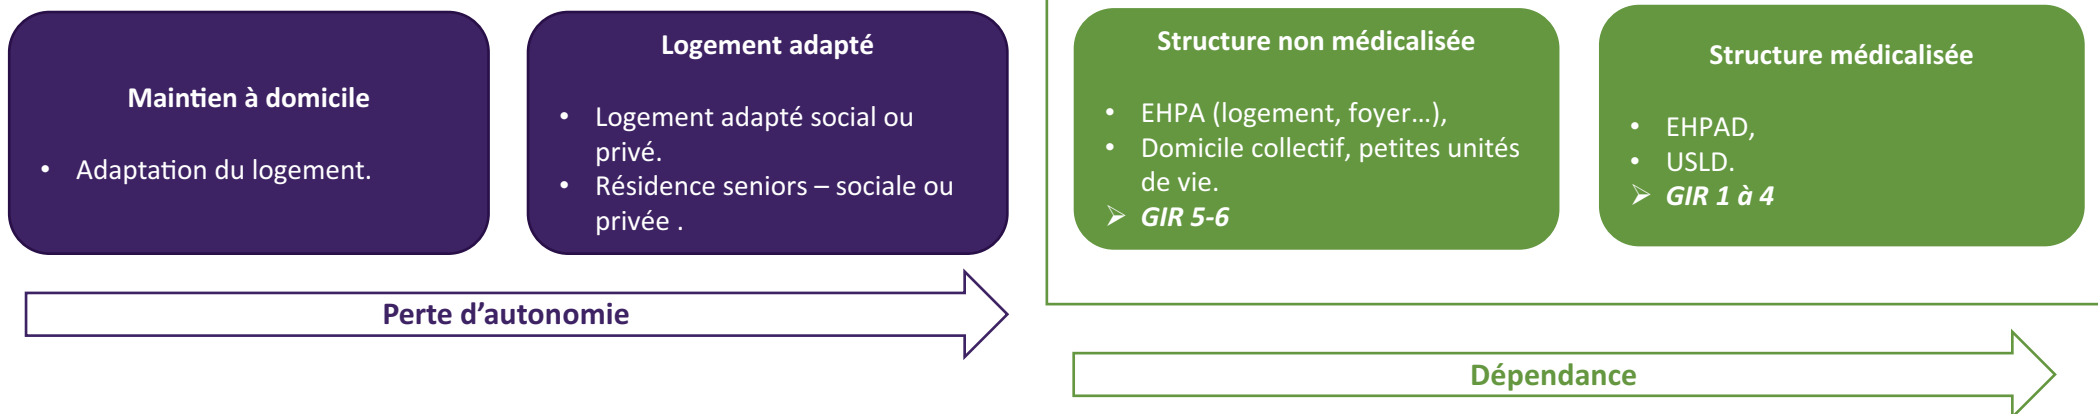 Maintien à domicile
• Adaptation du logement.
Logement adapté
• Logement adapté social ou
privé.
• Résidence seniors – sociale ou
privée .
Perte d’autonomie
Structure non médicalisée
• EHPA (logement, foyer…),
• Domicile collectif, petites unités
de vie.
➢ GIR 5-6
Structure médicalisée
• EHPAD,
• USLD.
➢ GIR 1 à 4
Dépendance